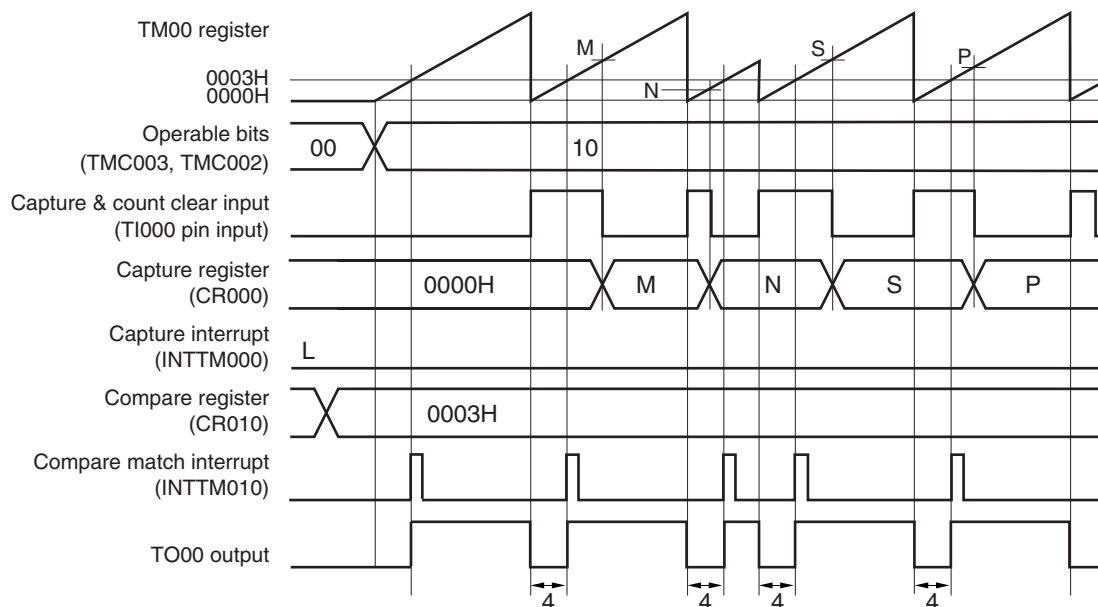 TM00 register
M
S
P
0003H
N
0000H
Operable bits
(TMC003, TMC002)
00
10
Capture & count clear input
(TI000 pin input)
Capture register
(CR000)
0000H
M
N
S
P
Capture interrupt
(INTTM000)
L
Compare register
(CR010)
0003H
Compare match interrupt
(INTTM010)
TO00 output
4
4
4
4